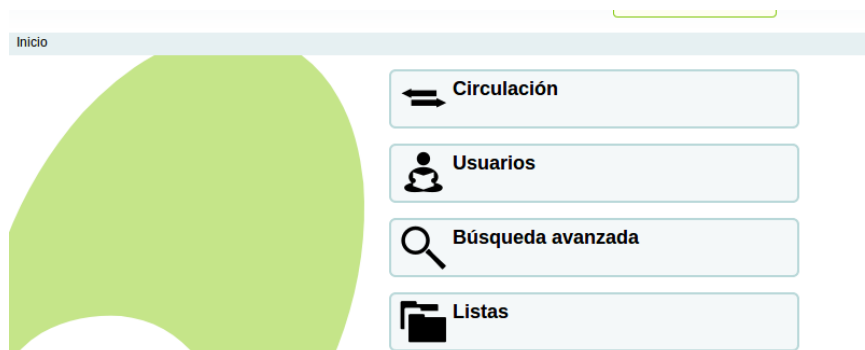 Inicio
Circulación
Usuarios
Búsqueda avanzada
Listas